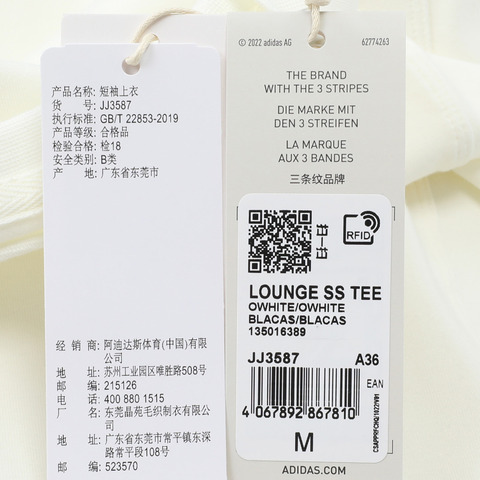 产品名称: 短袖上衣
货 号: JJ3587
执行标准: GB/T 22853-2019
产品等级: 合格品
检验合格: 检18
安全类别: B类
产 地: 广东省东莞市
经 销 商: 阿迪达斯体育(中国)有限
公司
地 址: 苏州工业园区唯胜路508号
邮 编: 215126
电 话: 400 880 1515
厂 名: 东莞晶苑毛织制衣有限公
司
地 址: 广东省东莞市常平镇东深
路常平段108号
邮 编: 523570
© 2022 adidas AG 62774263
THE BRAND
WITH THE 3 STRIPES
DIE MARKE MIT
DEN 3 STREIFEN
LA MARQUE
AUX 3 BANDES
三条纹品牌
RFID
LOUNGE SS TEE
OWHITE/OWHITE
BLACAS/BLACAS
135016389
JJ3587 A36
EAN
4 067892 867810
M
ADIDAS.COM